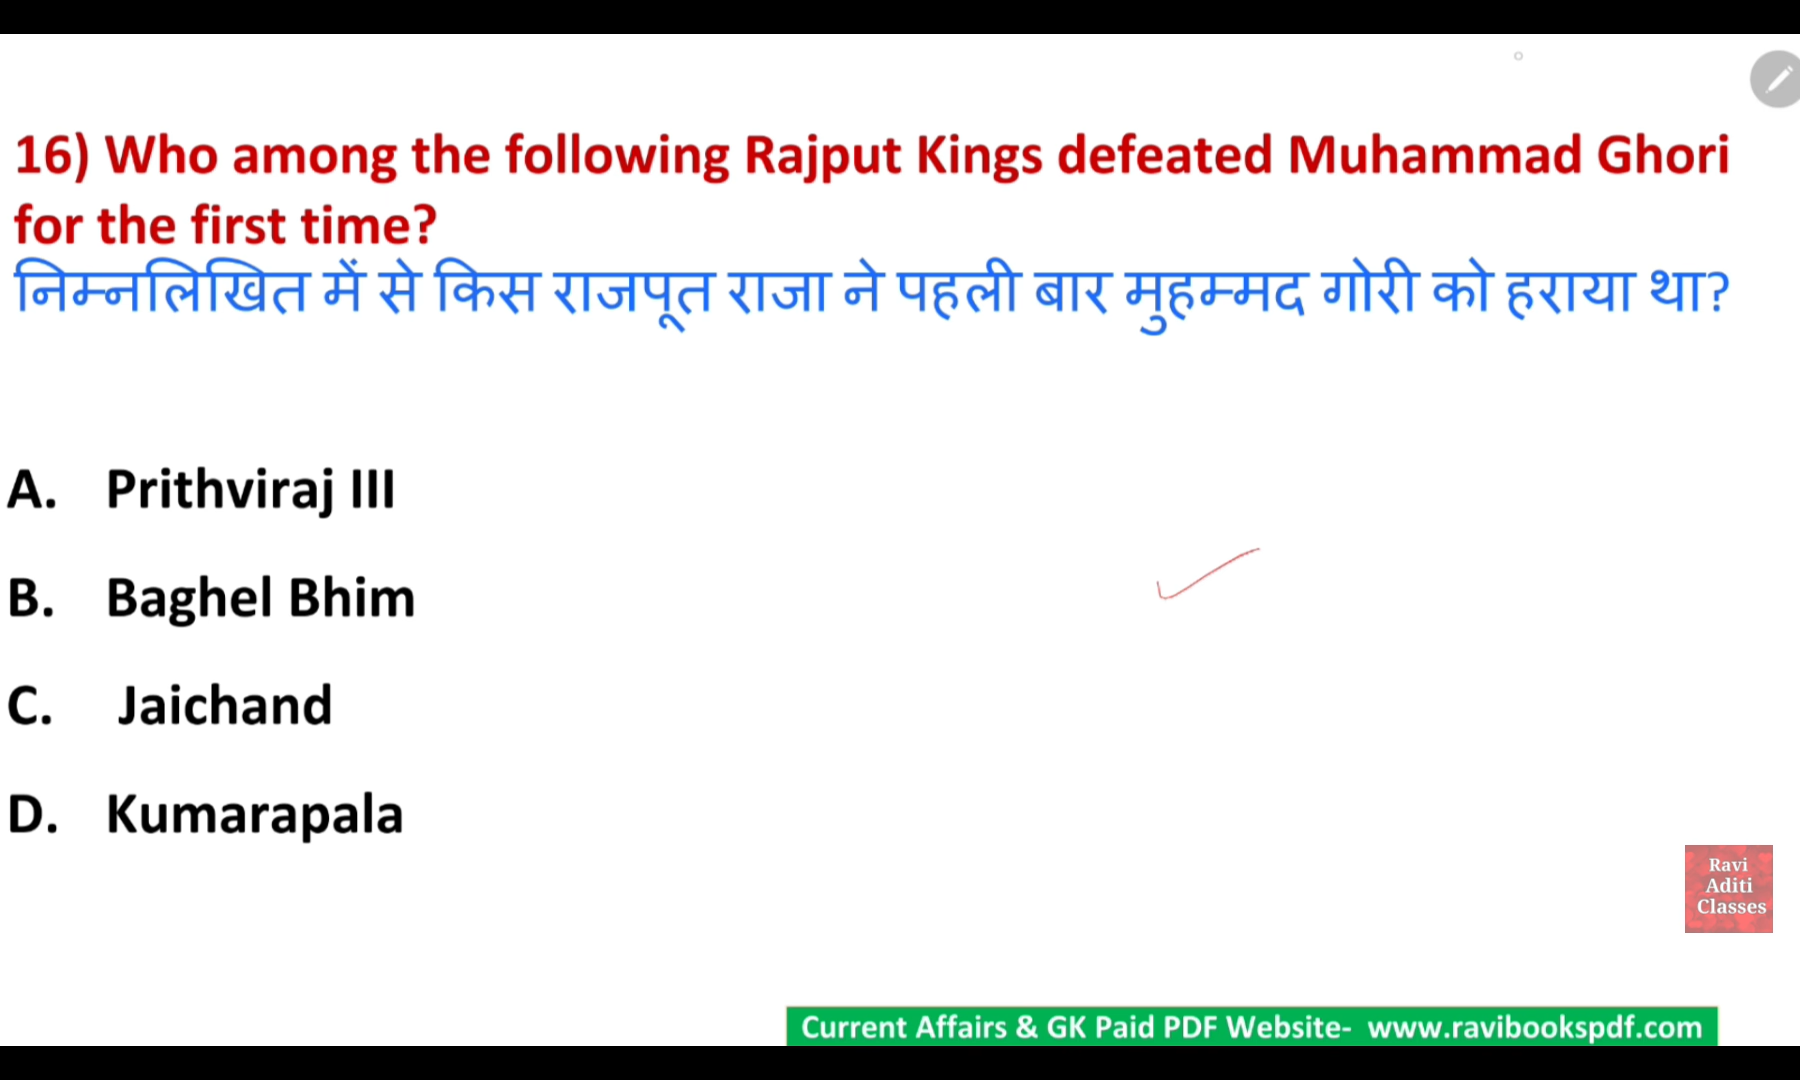 16) Who among the following Rajput Kings defeated Muhammad Ghori
for the first time?
निम्नलिखित में से किस राजपूत राजा ने पहली बार मुहम्मद गोरी को हराया था?
A. Prithviraj III
B. Baghel Bhim
C. Jaichand
D. Kumarapala
Ravi
Aditi
Classes
Current Affairs & GK Paid PDF Website- www.ravibookspdf.com